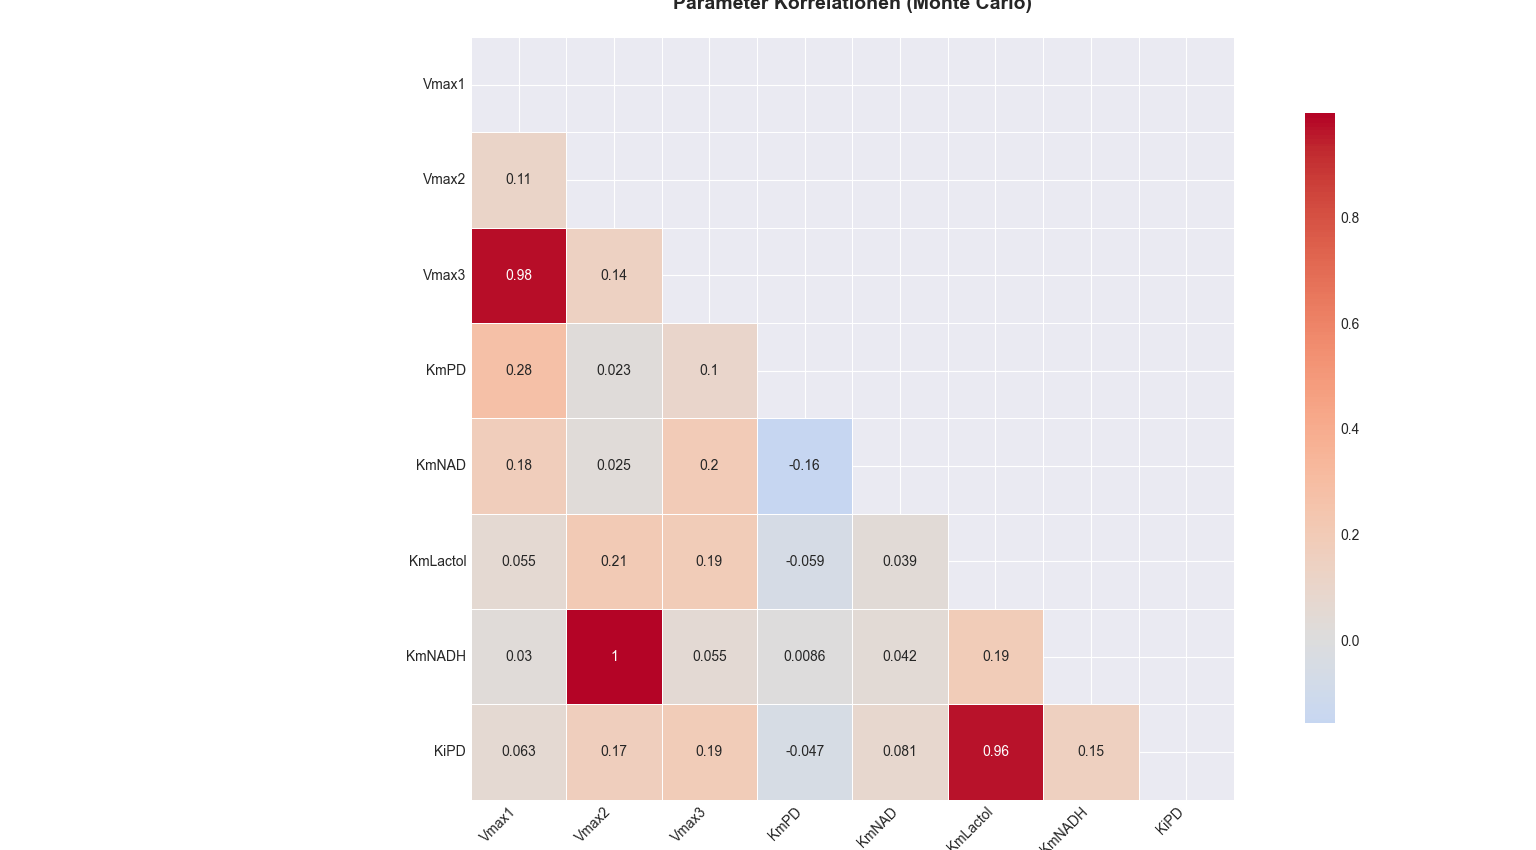 Parameter Korrelationen (Monte Carlo)
Vmax1
Vmax2 0.11
Vmax3 0.98 0.14
KmPD 0.28 0.023 0.1
KmNAD 0.18 0.025 0.2 -0.16
KmLactol 0.055 0.21 0.19 -0.059 0.039
KmNADH 0.03 1 0.055 0.0086 0.042 0.19
KiPD 0.063 0.17 0.19 -0.047 0.081 0.96 0.15
Vmax1 Vmax2 Vmax3 KmPD KmNAD KmLactol KmNADH KiPD
0.8
0.6
0.4
0.2
0.0